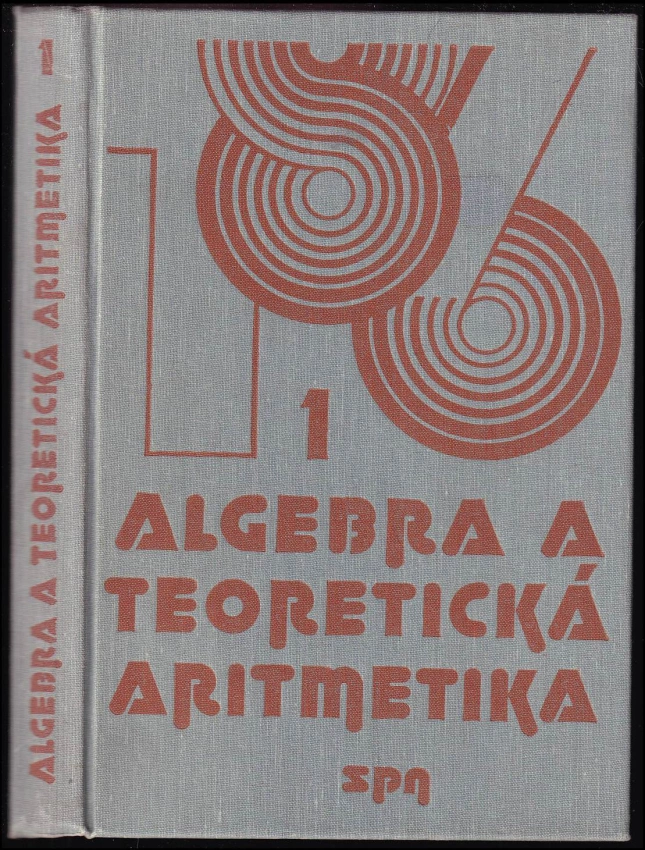 ALGEBRA A TEORETICKÁ ARITMETIKA 1
1
ALGEBRA A
TEORETICKÁ
ARITMETIKA
spn